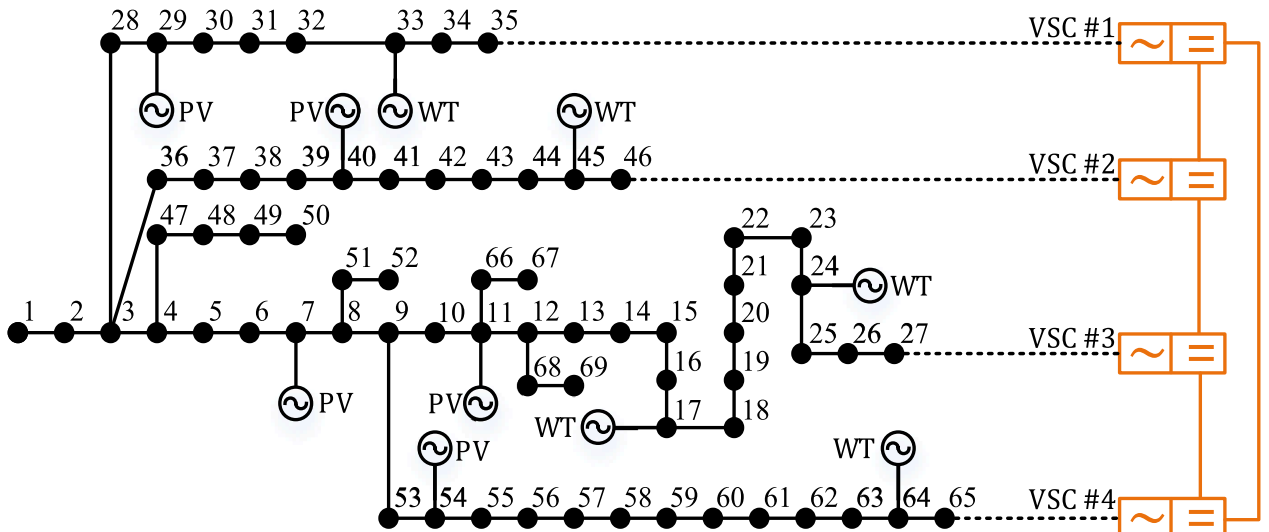 28 29 30 31 32 33 34 35 VSC #1
PV PV WT WT
36 37 38 39 40 41 42 43 44 45 46 VSC #2
47 48 49 50
22 23
51 52 66 67 21 24 WT
1 2 3 4 5 6 7 8 9 10 11 12 13 14 15 20 25 26 27 VSC #3
68 69 16 19
PV PV WT 17 18
PV WT
53 54 55 56 57 58 59 60 61 62 63 64 65 VSC #4